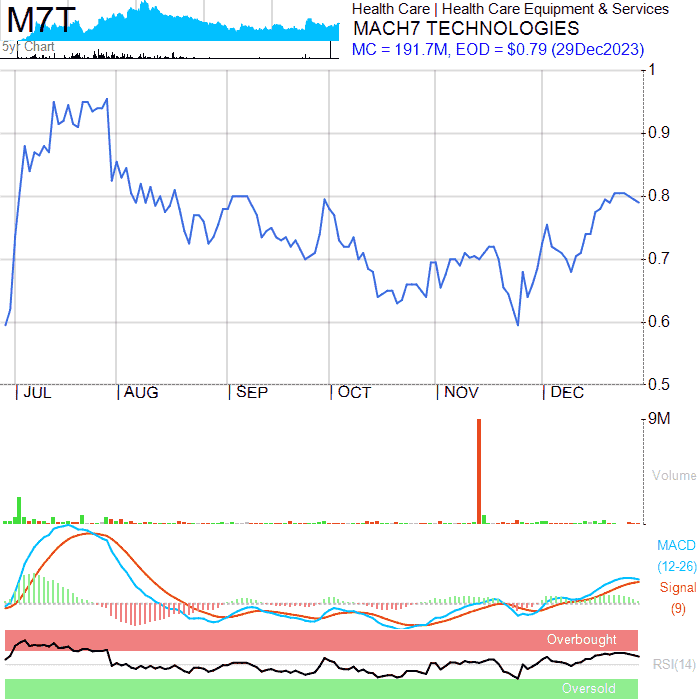 M7T
5yr Chart
Health Care | Health Care Equipment & Services
MACH7 TECHNOLOGIES
MC = 191.7M, EOD = $0.79 (29Dec2023)
1
0.9
0.8
0.7
0.6
0.5
JUL
AUG
SEP
OCT
NOV
DEC
9M
Volume
MACD
(12-26)
Signal
(9)
Overbought
RSI(14)
Oversold